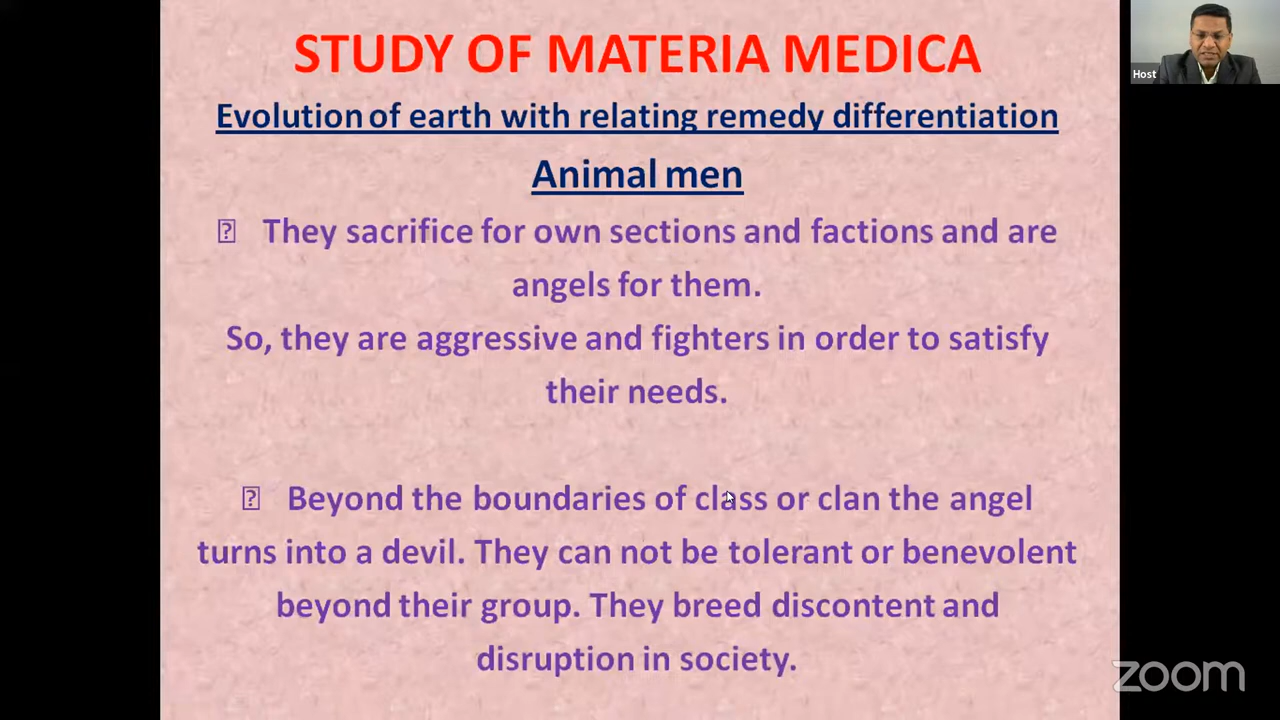 STUDY OF MATERIA MEDICA
Host
Evolution of earth with relating remedy differentiation
Animal men
They sacrifice for own sections and factions and are
angels for them.
So, they are aggressive and fighters in order to satisfy
their needs.
Beyond the boundaries of class or clan the angel
turns into a devil. They can not be tolerant or benevolent
beyond their group. They breed discontent and
disruption in society.
zoom